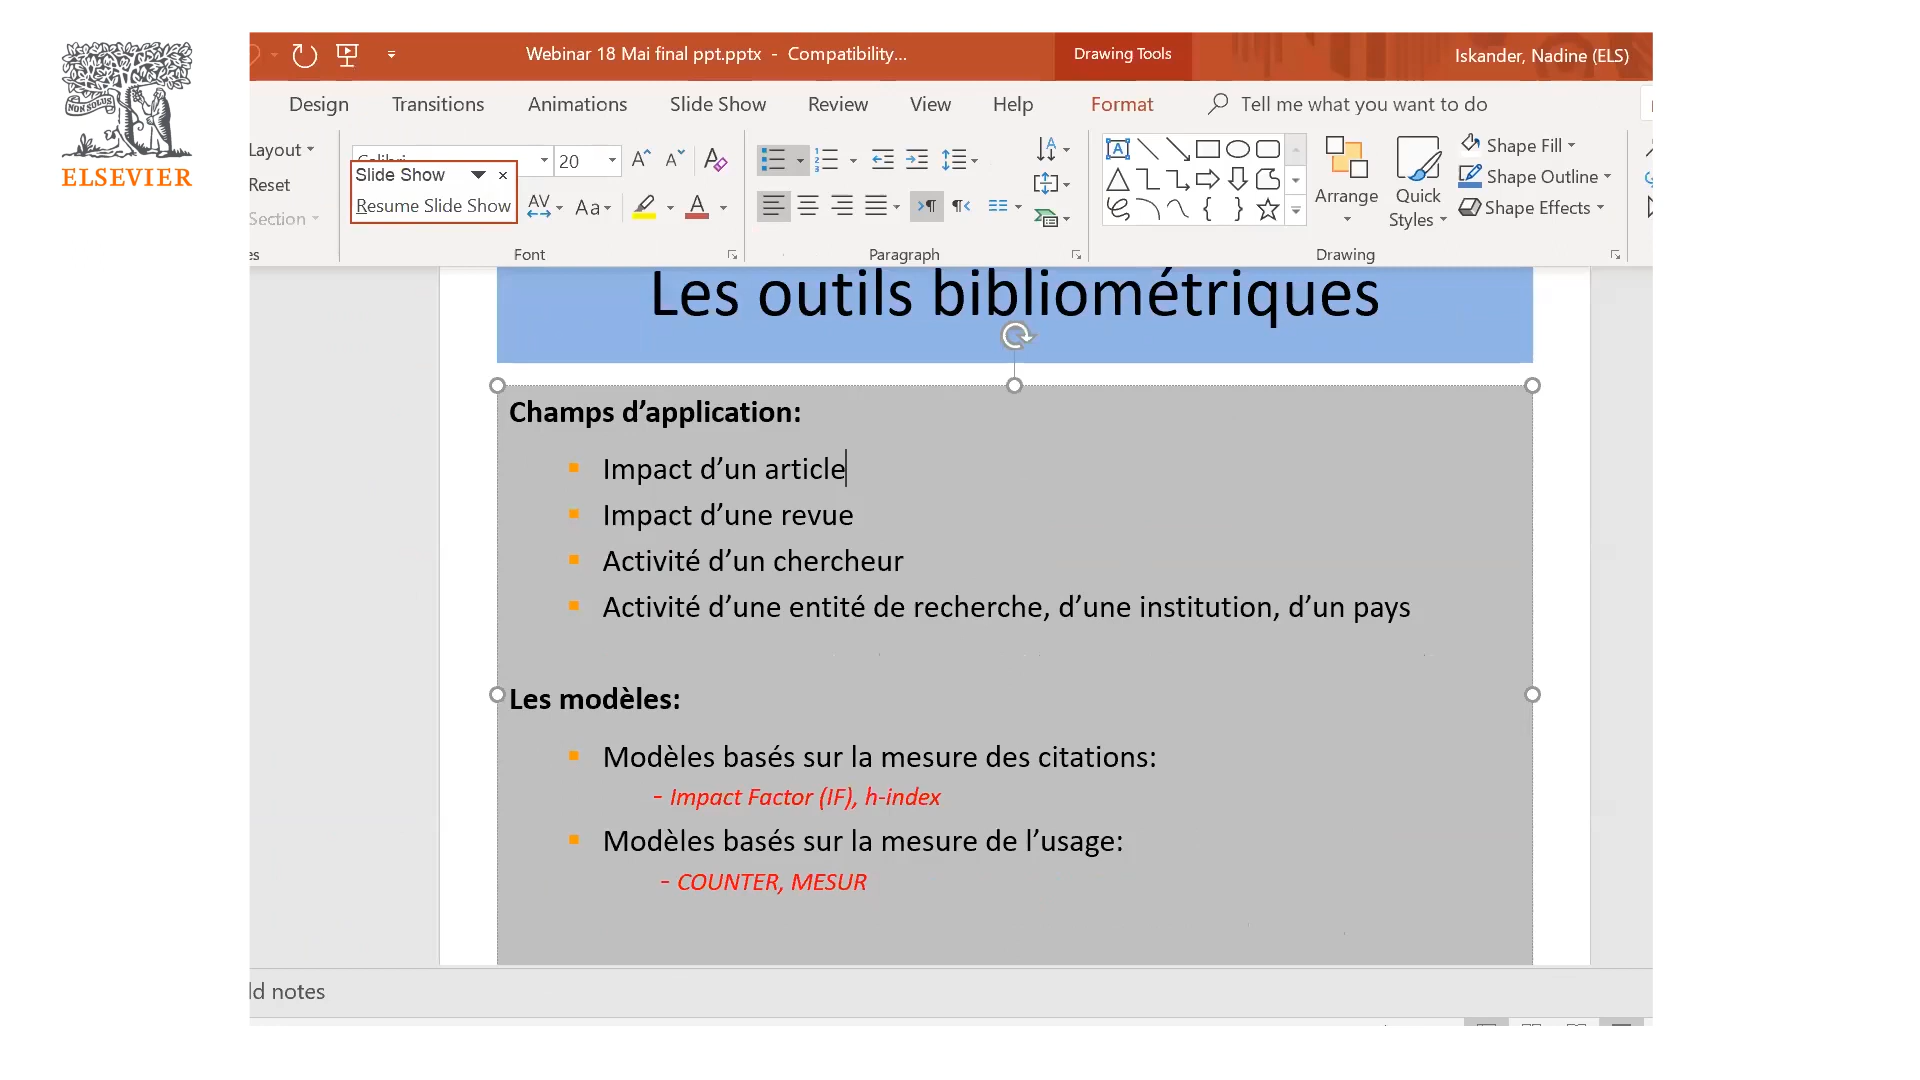 Webinar 18 Mai final ppt.pptx - Compatibility...
Drawing Tools
Iskander, Nadine (ELS)
NON SOLUS
ELSEVIER
Design Transitions Animations Slide Show Review View Help Format Tell me what you want to do
Layout
Reset
Section
Calibri
20
Slide Show
Resume Slide Show
Aa
Font
Paragraph
Arrange
Quick
Styles
Shape Fill
Shape Outline
Shape Effects
Drawing
Les outils bibliométriques
Champs d’application:
Impact d’un article
Impact d’une revue
Activité d’un chercheur
Activité d’une entité de recherche, d’une institution, d’un pays
Les modèles:
Modèles basés sur la mesure des citations:
- Impact Factor (IF), h-index
Modèles basés sur la mesure de l’usage:
- COUNTER, MESUR
ld notes